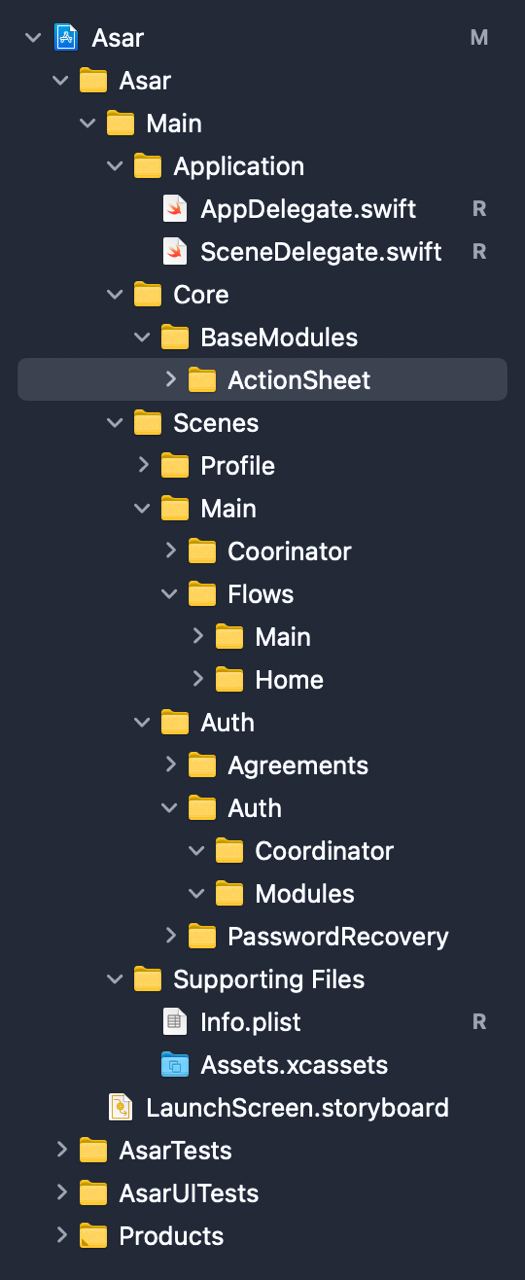 Asar M
Asar
Main
Application
AppDelegate.swift R
SceneDelegate.swift R
Core
BaseModules
ActionSheet
Scenes
Profile
Main
Coorinator
Flows
Main
Home
Auth
Agreements
Auth
Coordinator
Modules
PasswordRecovery
Supporting Files
Info.plist R
Assets.xcassets
LaunchScreen.storyboard
AsarTests
AsarUITests
Products